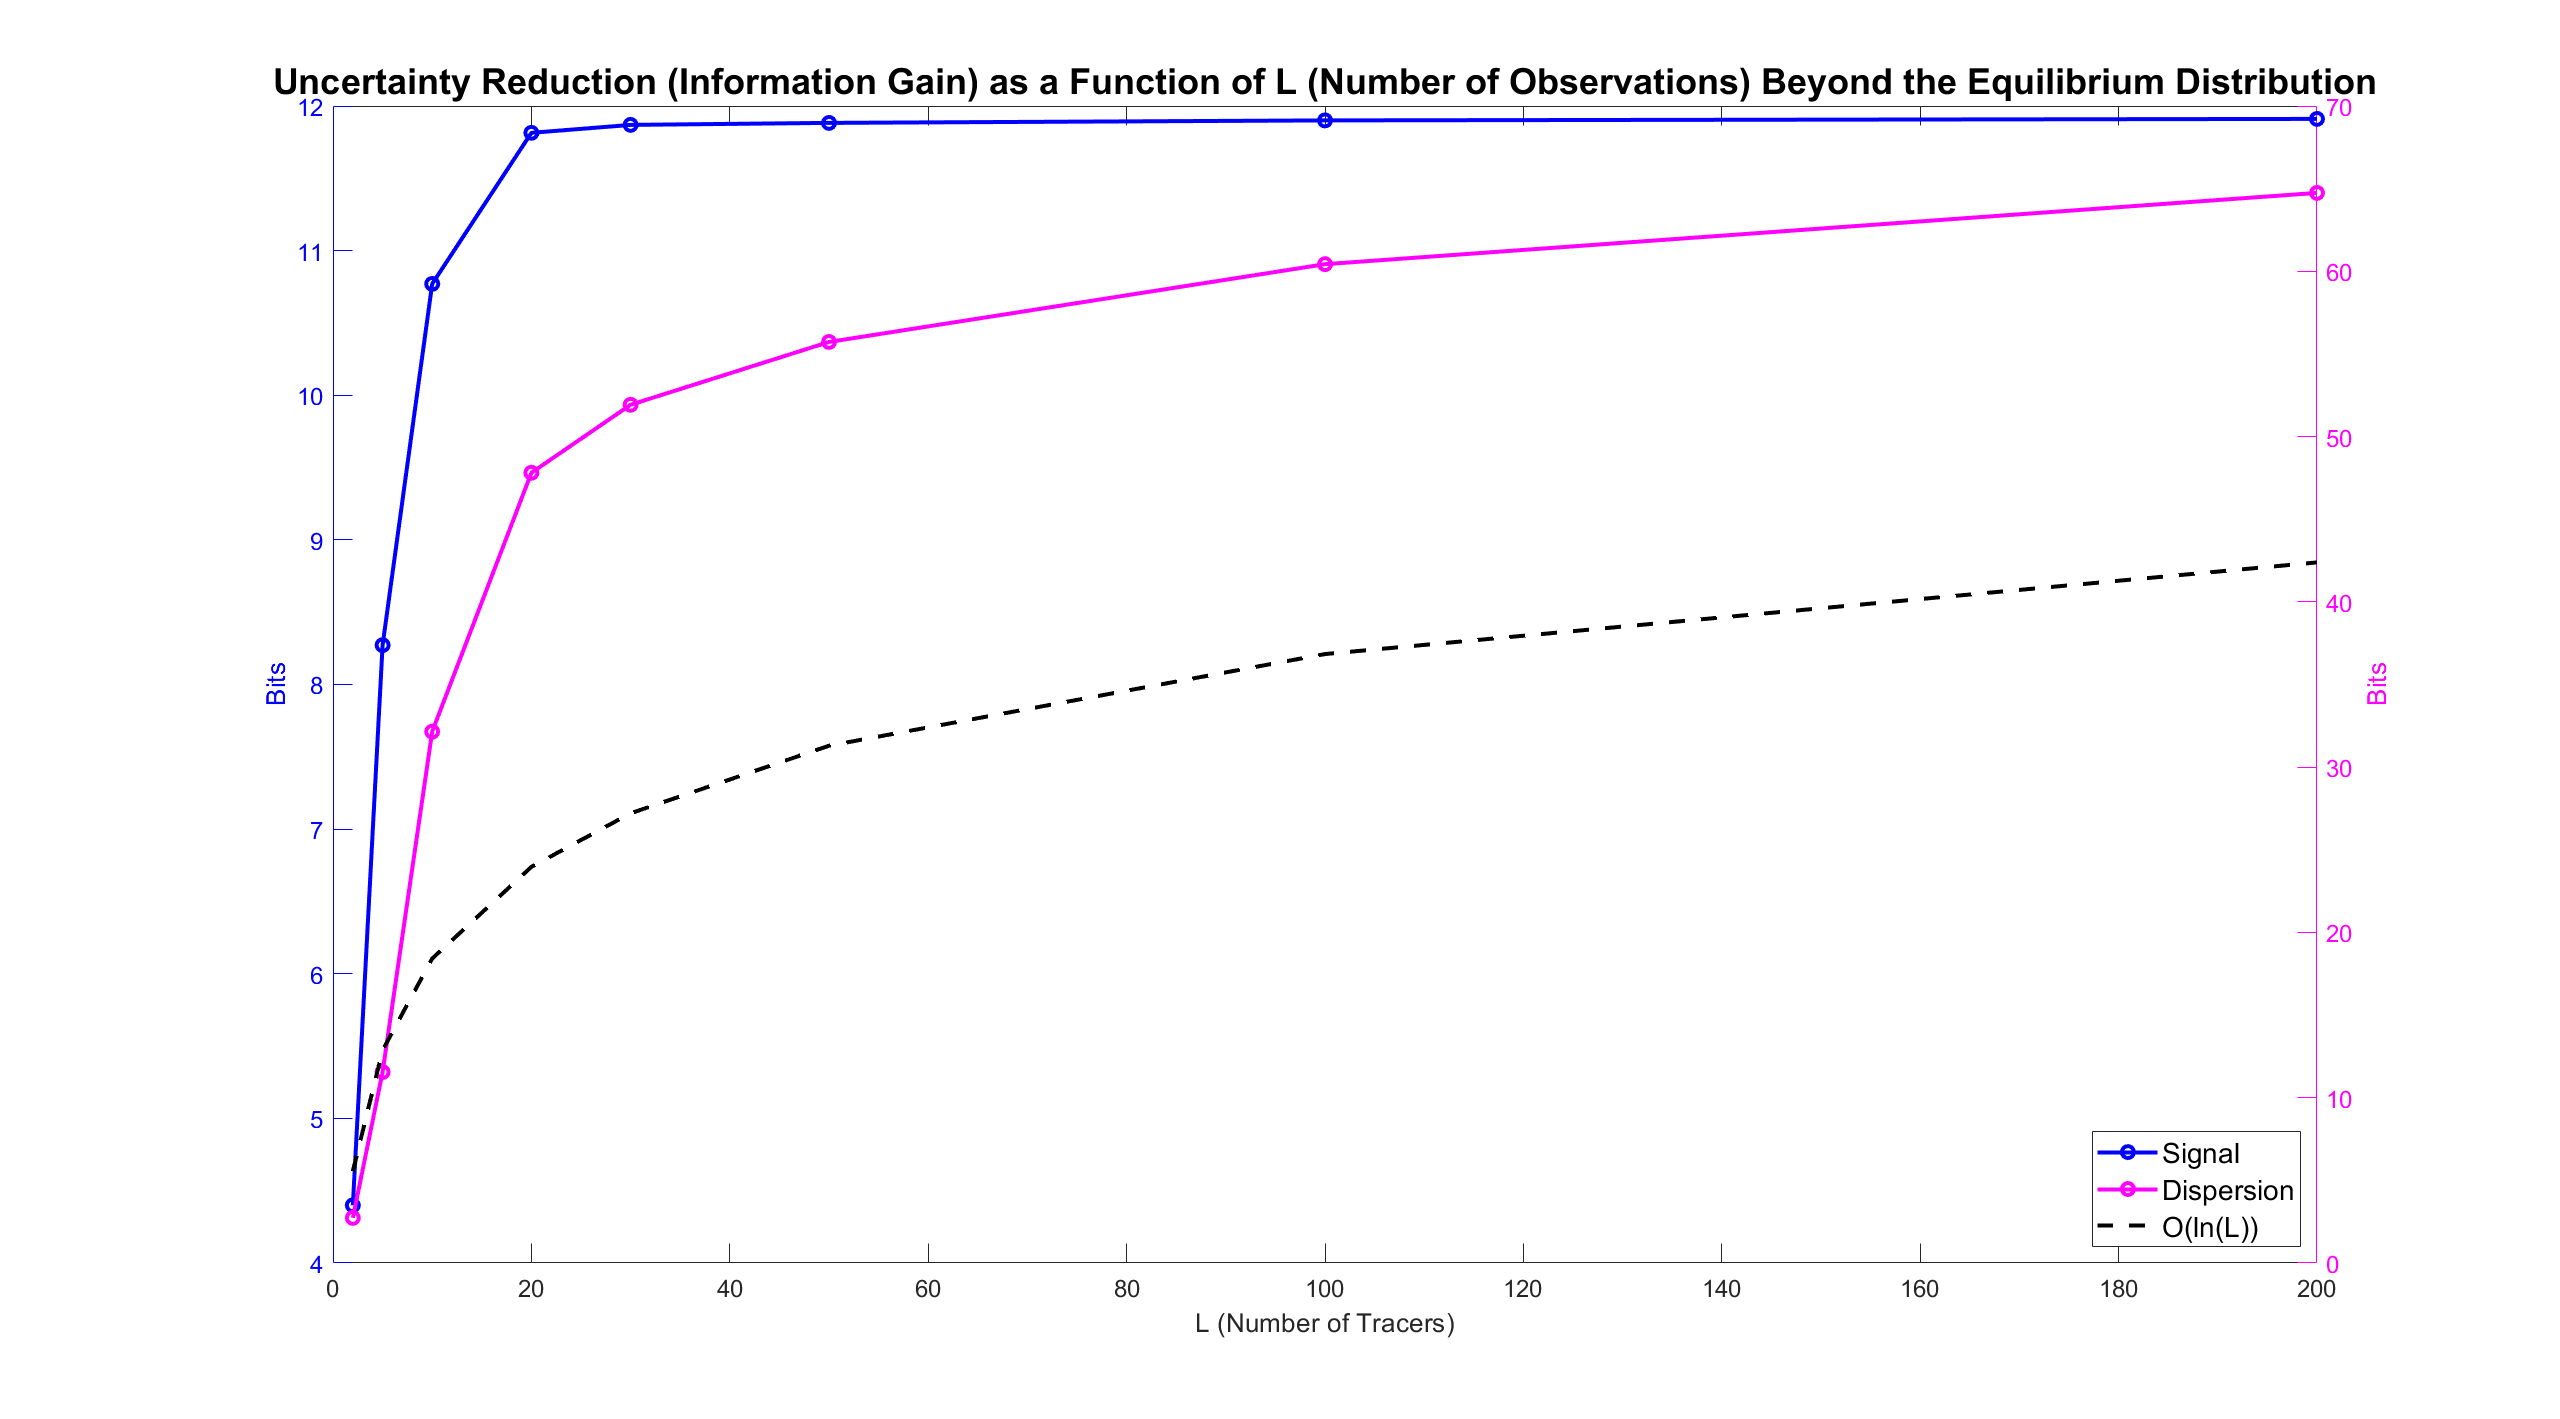 Uncertainty Reduction (Information Gain) as a Function of L (Number of Observations) Beyond the Equilibrium Distribution
12
11
10
9
8
7
6
5
4
Bits
70
60
50
40
30
20
10
0
Bits
Signal
Dispersion
O(ln(L))
0 20 40 60 80 100 120 140 160 180 200
L (Number of Tracers)